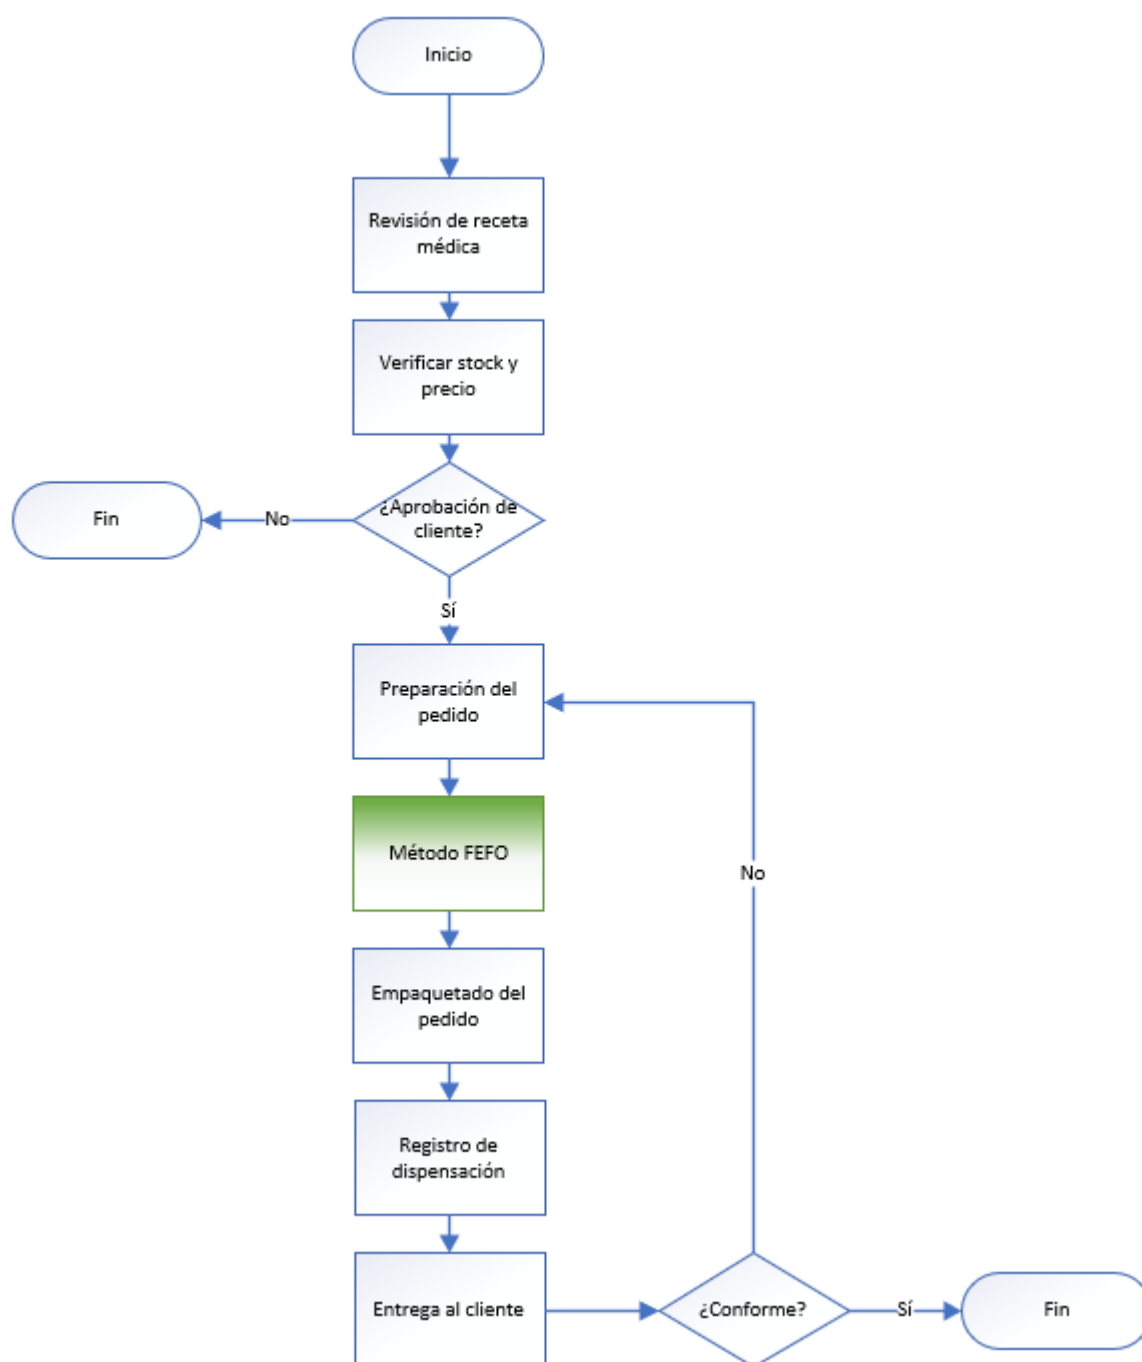 Inicio
Revisión de receta
médica
Verificar stock y
precio
¿Aprobación de
cliente?
No
Fin
Sí
Preparación del
pedido
Método FEFO
No
Empaquetado del
pedido
Registro de
dispensación
Entrega al cliente
¿Conforme?
Sí
Fin